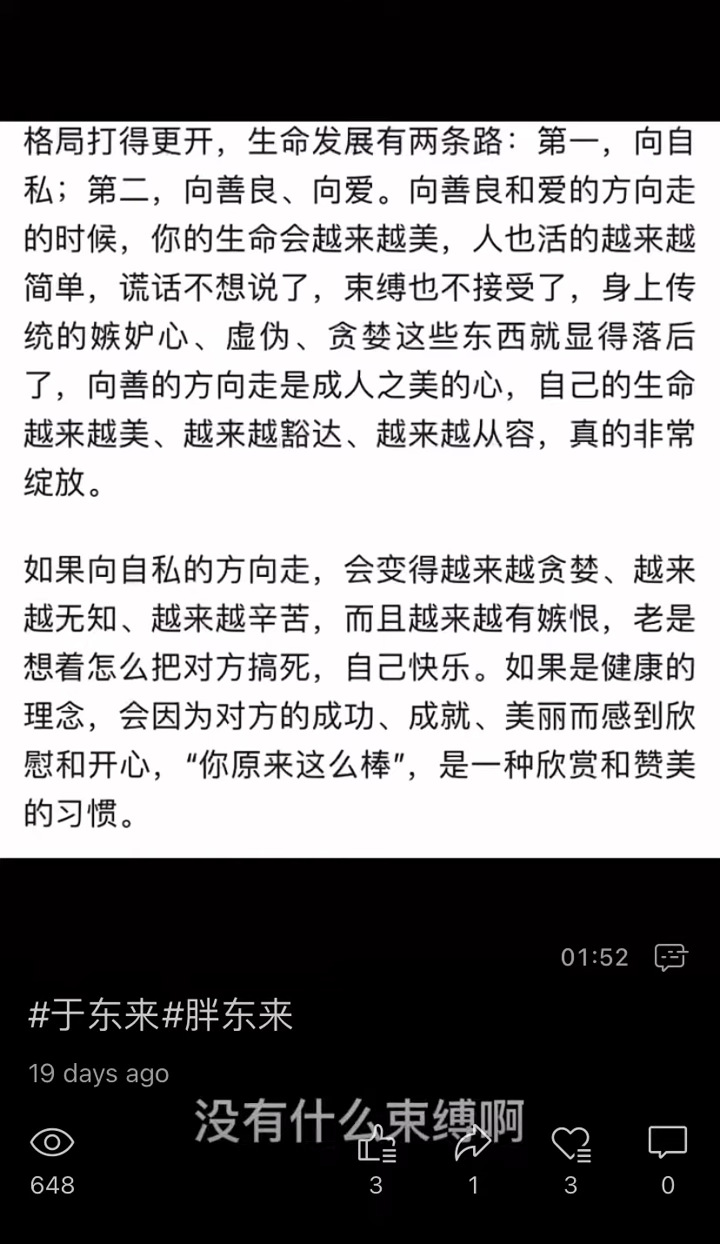 格局打得更开，生命发展有两条路：第一，向自
私；第二，向善良、向爱。向善良和爱的方向走
的时候，你的生命会越来越美，人也活的越来越
简单，谎话不想说了，束缚也不接受了，身上传
统的嫉妒心、虚伪、贪婪这些东西就显得落后
了，向善的方向走是成人之美的心，自己的生命
越来越美、越来越豁达、越来越从容，真的非常
绽放。
如果向自私的方向走，会变得越来越贪婪、越来
越无知、越来越辛苦，而且越来越有嫉恨，老是
想着怎么把对方搞死，自己快乐。如果是健康的
理念，会因为对方的成功、成就、美丽而感到欣
慰和开心，“你原来这么棒”，是一种欣赏和赞美
的习惯。
01:52
#于东来#胖东来
19 days ago
没有什么束缚啊
648 3 1 3 0